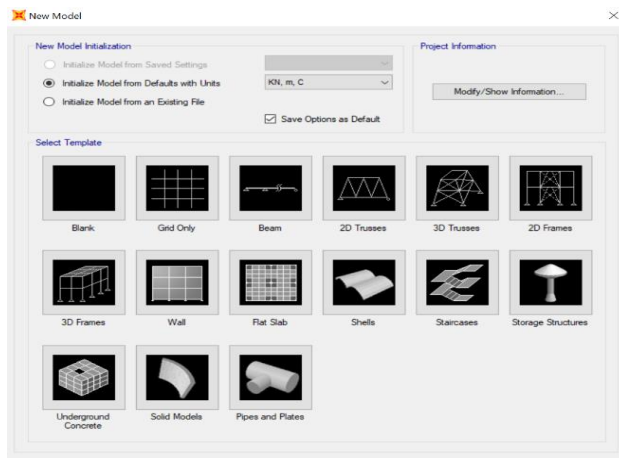 New Model
New Model Initialization
Project Information
Initialize Model from Saved Settings
Initialize Model from Defaults with Units
KN, m, C
Modify/Show Information...
Initialize Model from an Existing File
Save Options as Default
Select Template
Blank
Grid Only
Beam
2D Trusses
3D Trusses
2D Frames
3D Frames
Wall
Flat Slab
Shells
Staircases
Storage Structures
Underground
Concrete
Solid Models
Pipes and Plates